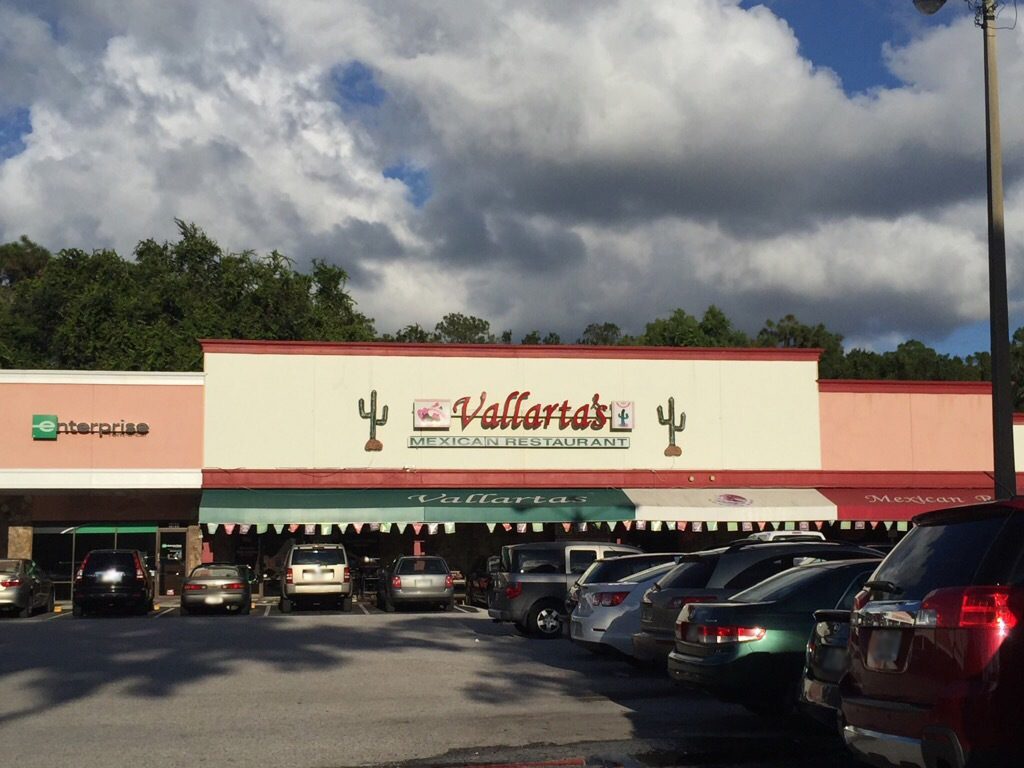 enterprise
Vallarta's
MEXICAN RESTAURANT
Vallartas
Mexican R